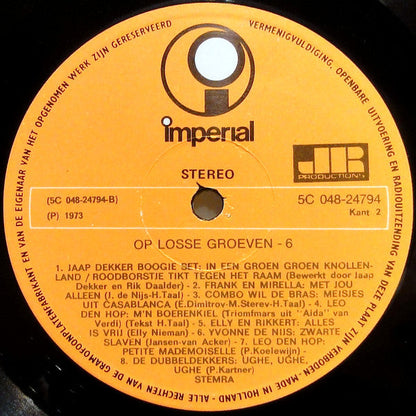 ALLE RECHTEN VAN DE GRAMOFOONPLATENFABRIKANT EN VAN DE EIGENAAR VAN HET OPGENOMEN WERK ZIJN GERESERVEERD
VERMENIGVULDIGING, OPENBARE UITVOERING EN RADIOUITZENDING VAN DEZE PLAAT ZIJN VERBODEN - MADE IN HOLLAND -
i
imperial
STEREO
JR
PRODUCTIONS
(5C 048-24794-B)
5C 048-24794
(P) 1973
Kant 2
OP LOSSE GROEVEN - 6
1. JAAP DEKKER BOOGIE SET: IN EEN GROEN GROEN KNOLLEN-
LAND / ROODBORSTJE TIKT TEGEN HET RAAM (Bewerkt door Jaap
Dekker en Rik Daalder) 2. FRANK EN MIRELLA: MET JOU
ALLEEN (J. de Nijs-H.Taal) 3. COMBO WIL DE BRAS: MEISJES
UIT CASABLANCA (E.Dimitrov-M.Sterev-H.Taal) 4. LEO
DEN HOP: M'N BOERENKIEL (Triomfmars uit "Aïda" van
Verdi) (Tekst H.Taal) 5. ELLY EN RIKKERT: ALLES
IS VRIJ (Elly Nieman) 6. YVONNE DE NIJS: ZWARTE
SLAVEN (Jansen-van Acker) 7. LEO DEN HOP:
PETITE MADEMOISELLE (P.Koelewijn)
8. DE DUBBELDEKKERS: UGHE, UGHE,
UGHE (P.Kartner)
STEMRA